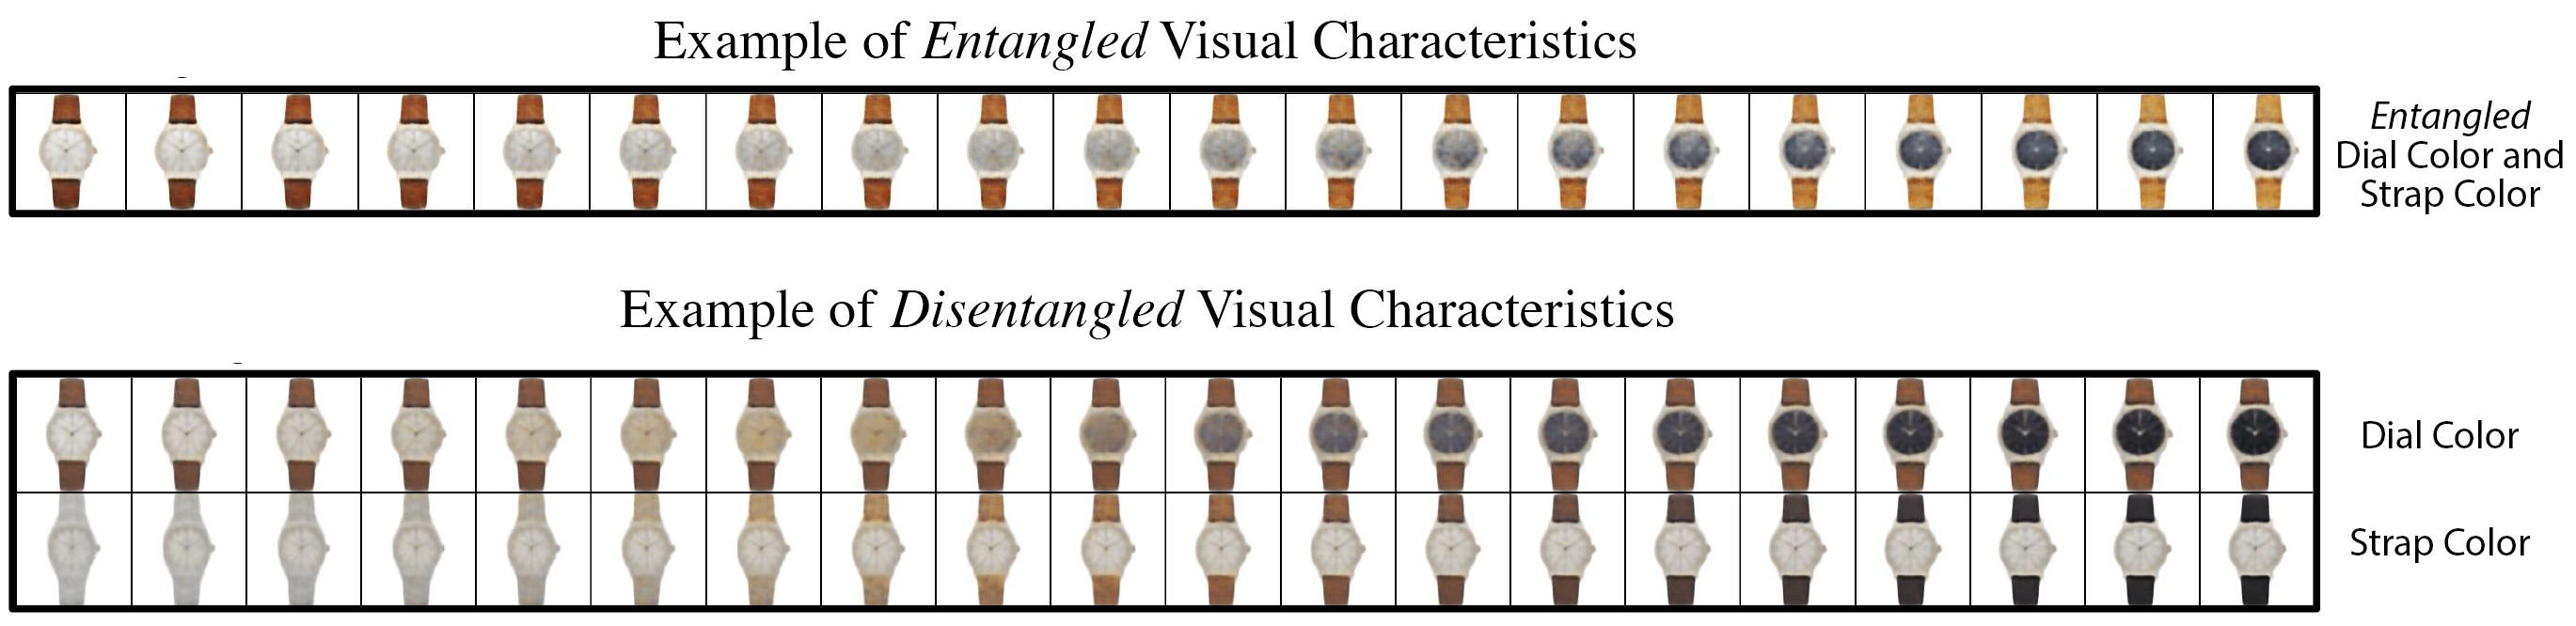 Example of Entangled Visual Characteristics
Entangled
Dial Color and
Strap Color
Example of Disentangled Visual Characteristics
Dial Color
Strap Color